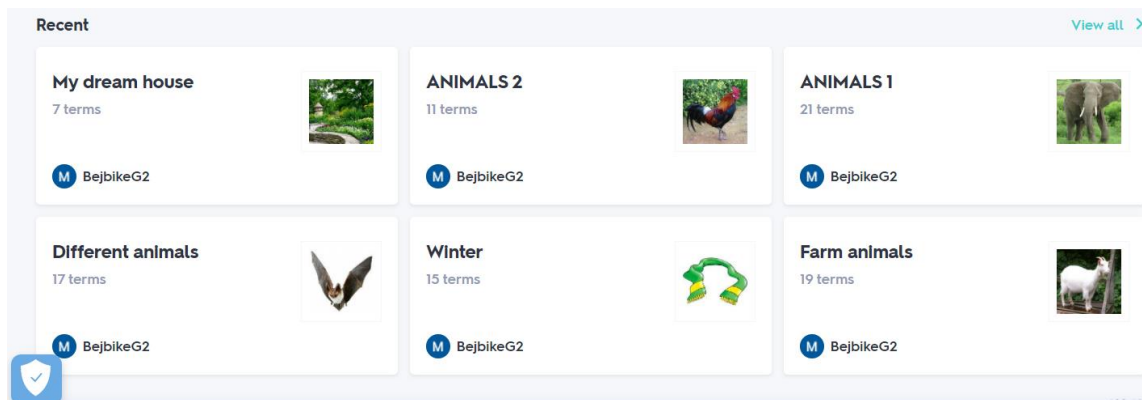 Recent
View all
My dream house
7 terms
M BejbikeG2
ANIMALS 2
11 terms
M BejbikeG2
ANIMALS 1
21 terms
M BejbikeG2
Different animals
17 terms
M BejbikeG2
Winter
15 terms
M BejbikeG2
Farm animals
19 terms
M BejbikeG2